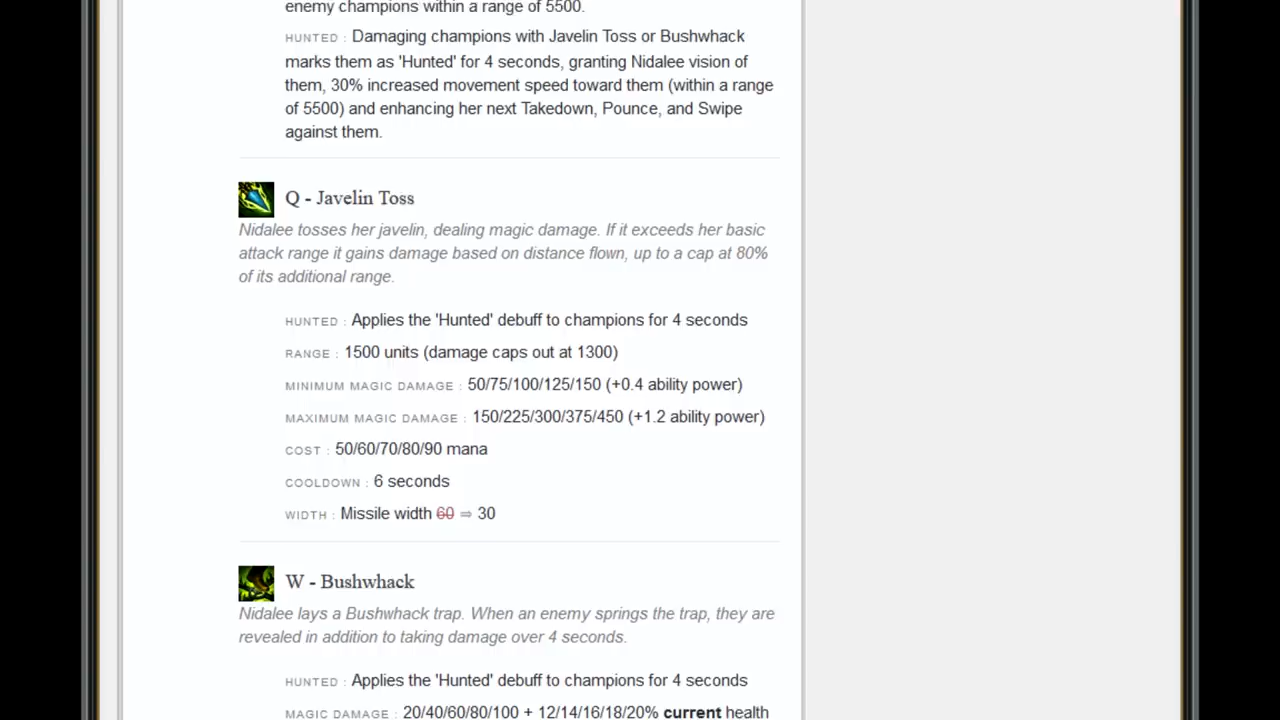 enemy champions within a range of 5500.
HUNTED : Damaging champions with Javelin Toss or Bushwhack
marks them as 'Hunted' for 4 seconds, granting Nidalee vision of
them, 30% increased movement speed toward them (within a range
of 5500) and enhancing her next Takedown, Pounce, and Swipe
against them.
Q - Javelin Toss
Nidalee tosses her javelin, dealing magic damage. If it exceeds her basic
attack range it gains damage based on distance flown, up to a cap at 80%
of its additional range.
HUNTED : Applies the 'Hunted' debuff to champions for 4 seconds
RANGE : 1500 units (damage caps out at 1300)
MINIMUM MAGIC DAMAGE : 50/75/100/125/150 (+0.4 ability power)
MAXIMUM MAGIC DAMAGE : 150/225/300/375/450 (+1.2 ability power)
COST : 50/60/70/80/90 mana
COOLDOWN : 6 seconds
WIDTH : Missile width 60 ⇒ 30
W - Bushwhack
Nidalee lays a Bushwhack trap. When an enemy springs the trap, they are
revealed in addition to taking damage over 4 seconds.
HUNTED : Applies the 'Hunted' debuff to champions for 4 seconds
MAGIC DAMAGE : 20/40/60/80/100 + 12/14/16/18/20% current health